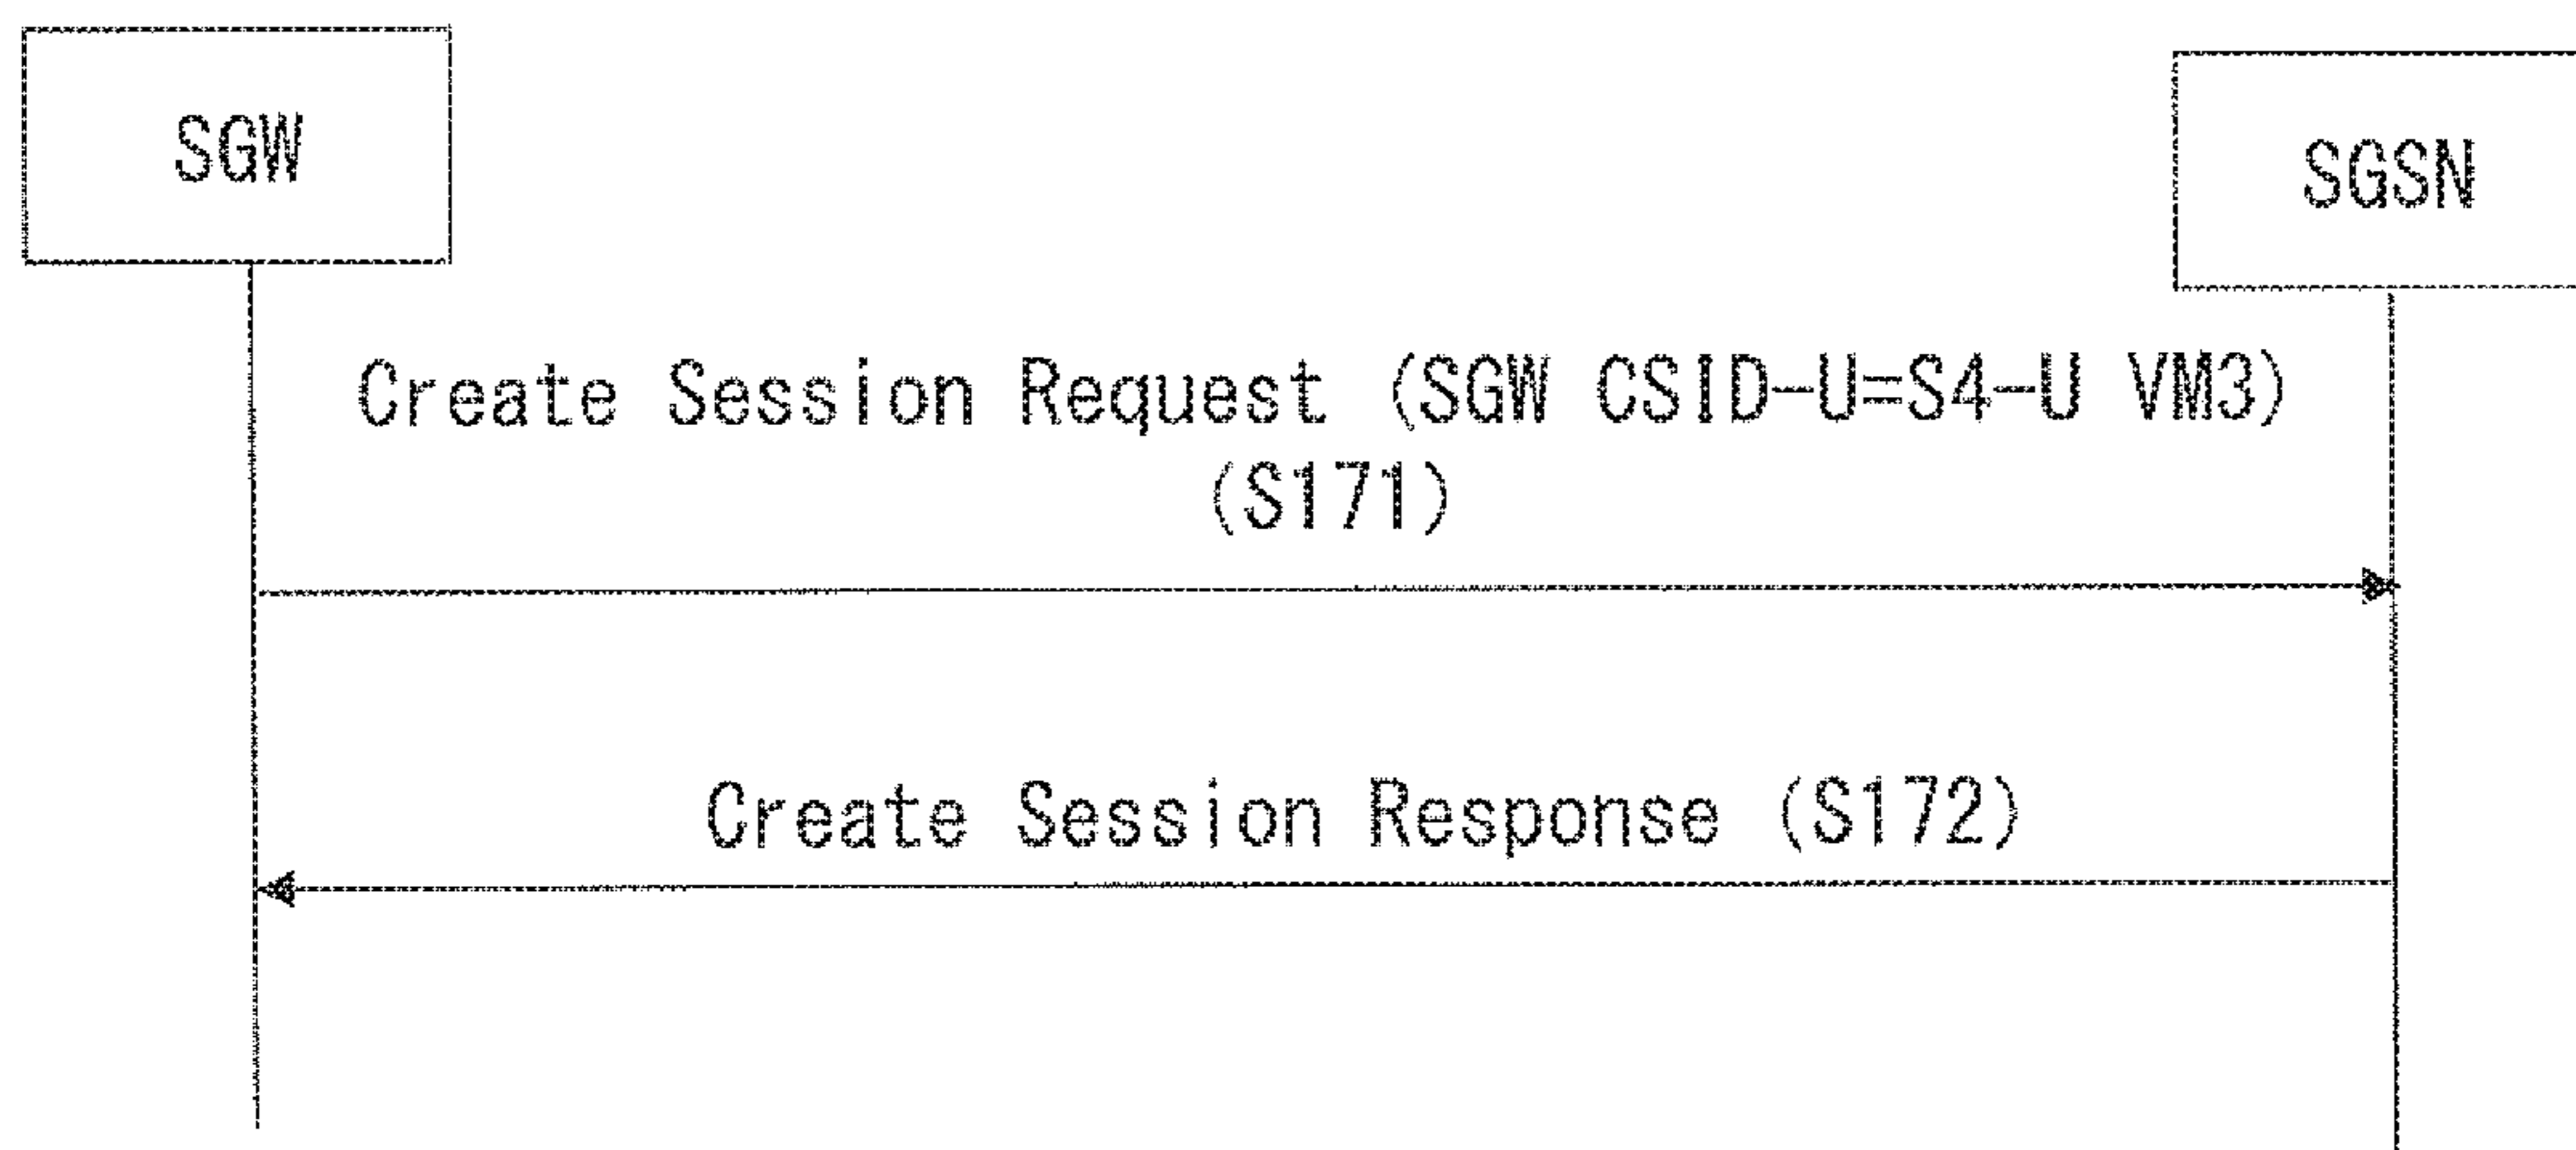 SGW
SGSN
Create Session Request (SGW CSID-U=S4-U VM3)
(S171)
Create Session Response (S172)